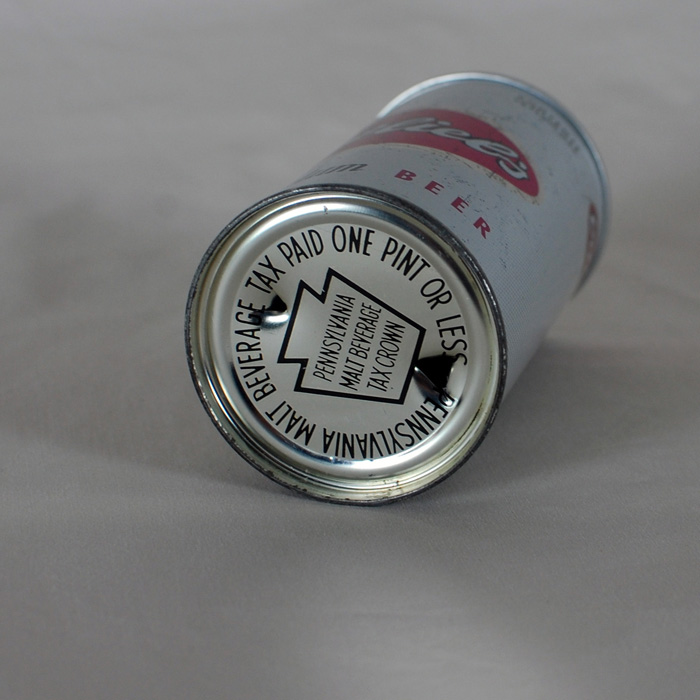 PENNSYLVANIA MALT BEVERAGE TAX PAID ONE PINT OR LESS
PENNSYLVANIA
MALT BEVERAGE
TAX CROWN
BEER